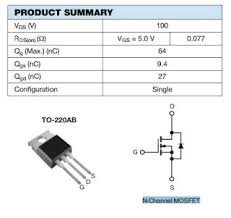 PRODUCT SUMMARY
VDS (V) 100
RDS(on) (Ω) VGS = 5.0 V 0.077
Qg (Max.) (nC) 64
Qgs (nC) 9.4
Qgd (nC) 27
Configuration Single
D
TO-220AB
G
G
D
S
S
N-Channel MOSFET